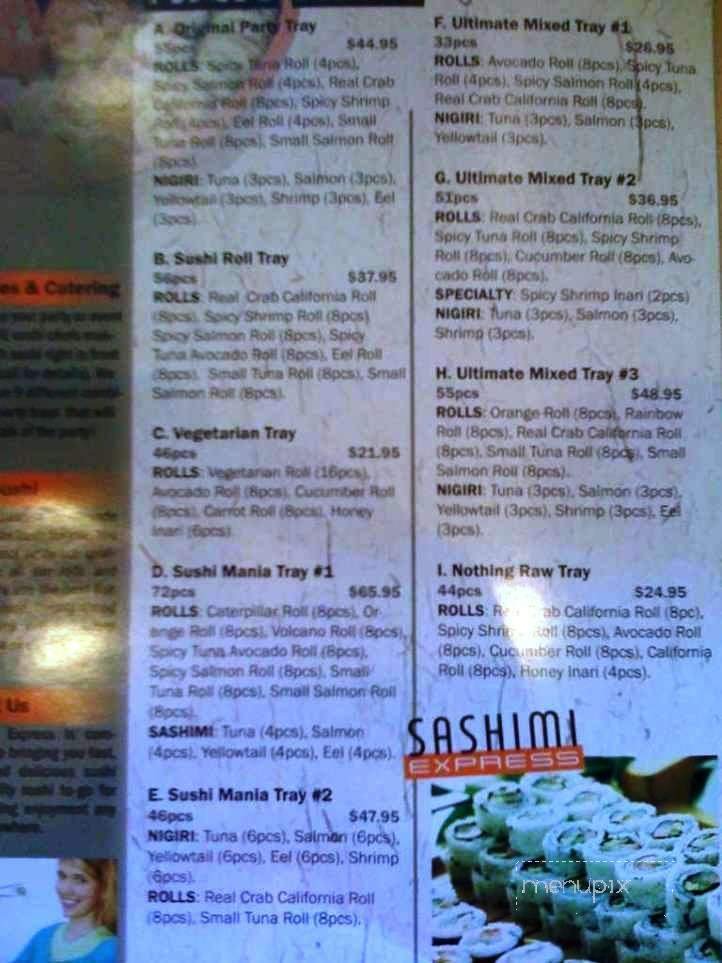 A. Original Party Tray
55pcs $44.95
ROLLS: Spicy Tuna Roll (4pcs),
Spicy Salmon Roll (4pcs), Real Crab
California Roll (8pcs), Spicy Shrimp
Roll (4pcs), Eel Roll (4pcs), Small
Tuna Roll (8pcs), Small Salmon Roll
(8pcs)
NIGIRI: Tuna (3pcs), Salmon (3pcs),
Yellowtail (3pcs), Shrimp (3pcs), Eel
(3pcs)
B. Sushi Roll Tray
56pcs $37.95
ROLLS: Real Crab California Roll
(8pcs), Spicy Shrimp Roll (8pcs)
Spicy Salmon Roll (8pcs), Spicy
Tuna Avocado Roll (8pcs), Eel Roll
(8pcs), Small Tuna Roll (8pcs), Small
Salmon Roll (8pcs).
C. Vegetarian Tray
46pcs $21.95
ROLLS: Vegetarian Roll (16pcs),
Avocado Roll (8pcs), Cucumber Roll
(8pcs), Carrot Roll (8pcs), Honey
Inari (6pcs)
D. Sushi Mania Tray #1
72pcs $65.95
ROLLS: Caterpillar Roll (8pcs), Or-
ange Roll (8pcs), Volcano Roll (8pcs),
Spicy Tuna Avocado Roll (8pcs),
Spicy Salmon Roll (8pcs), Small
Tuna Roll (8pcs), Small Salmon Roll
(8pcs).
SASHIMI: Tuna (4pcs), Salmon
(4pcs), Yellowtail (4pcs), Eel (4pcs).
E. Sushi Mania Tray #2
46pcs $47.95
NIGIRI: Tuna (6pcs), Salmon (6pcs),
Yellowtail (6pcs), Eel (6pcs), Shrimp
(6pcs).
ROLLS: Real Crab California Roll
(8pcs), Small Tuna Roll (8pcs).
F. Ultimate Mixed Tray #1
33pcs $26.95
ROLLS: Avocado Roll (8pcs), Spicy Tuna
Roll (4pcs), Spicy Salmon Roll (4pcs),
Real Crab California Roll (8pcs).
NIGIRI: Tuna (3pcs), Salmon (3pcs),
Yellowtail (3pcs).
G. Ultimate Mixed Tray #2
51pcs $36.95
ROLLS: Real Crab California Roll (8pcs),
Spicy Tuna Roll (8pcs), Spicy Shrimp
Roll (8pcs), Cucumber Roll (8pcs), Avo-
cado Roll (8pcs).
SPECIALTY: Spicy Shrimp Inari (2pcs)
NIGIRI: Tuna (3pcs), Salmon (3pcs),
Shrimp (3pcs).
H. Ultimate Mixed Tray #3
55pcs $48.95
ROLLS: Orange Roll (8pcs), Rainbow
Roll (8pcs), Real Crab California Roll
(8pcs), Small Tuna Roll (8pcs), Small
Salmon Roll (8pcs).
NIGIRI: Tuna (3pcs), Salmon (3pcs),
Yellowtail (3pcs), Shrimp (3pcs), Eel
(3pcs).
I. Nothing Raw Tray
44pcs $24.95
ROLLS: Crab California Roll (8pc),
Spicy Shrimp Roll (8pcs), Avocado Roll
(8pcs), Cucumber Roll (8pcs), California
Roll (8pcs), Honey Inari (4pcs).
SASHIMI
EXPRESS
menupix
& Catering
Us